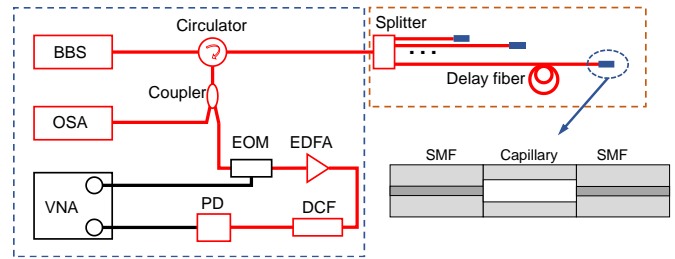 Circulator
Splitter
BBS
...
Delay fiber
Coupler
OSA
EOM
EDFA
SMF
Capillary
SMF
VNA
PD
DCF